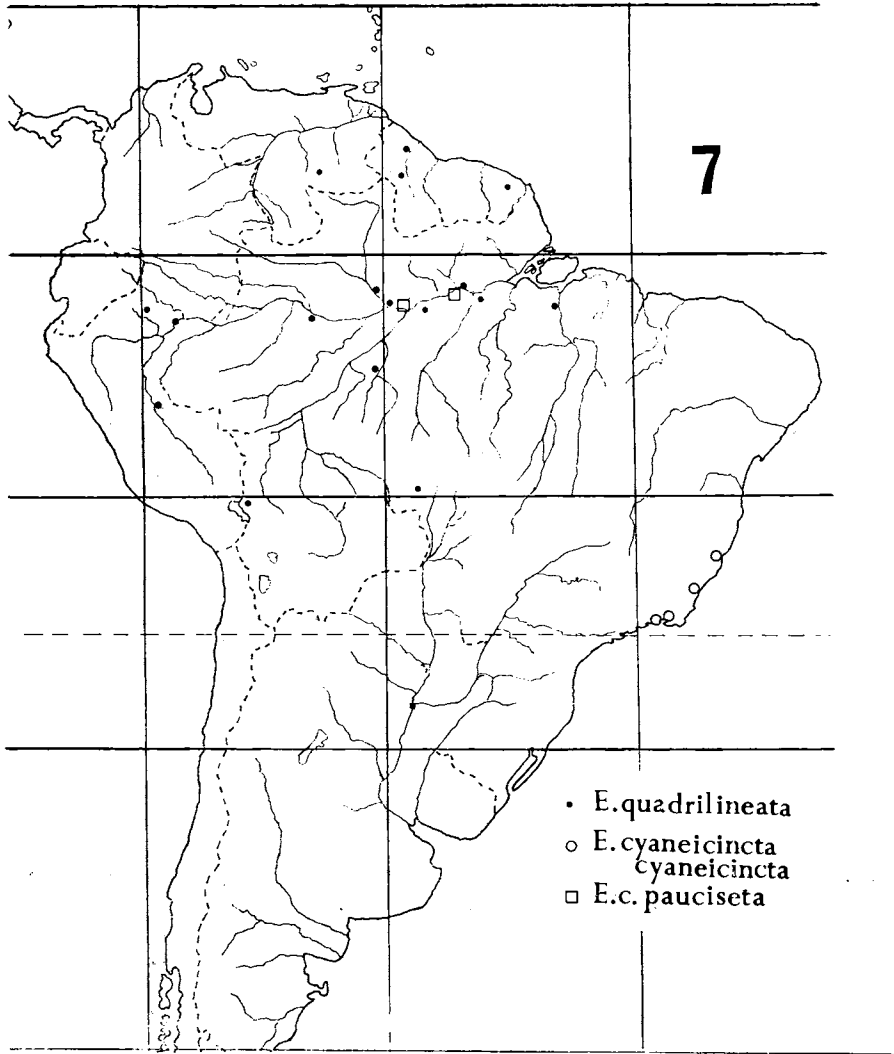 7
E. quadrilineata
E. cyaneicincta
cyaneicincta
E.c. pauciseta